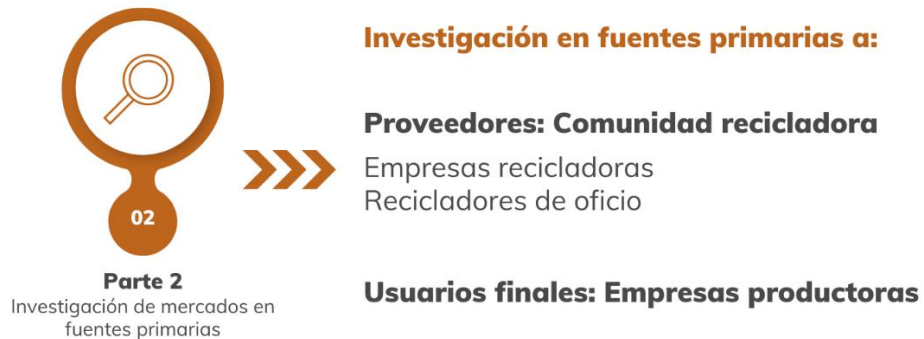 02
Parte 2
Investigación de mercados en
fuentes primarias
Investigación en fuentes primarias a:
Proveedores: Comunidad recicladora
Empresas recicladoras
Recicladores de oficio
Usuarios finales: Empresas productoras